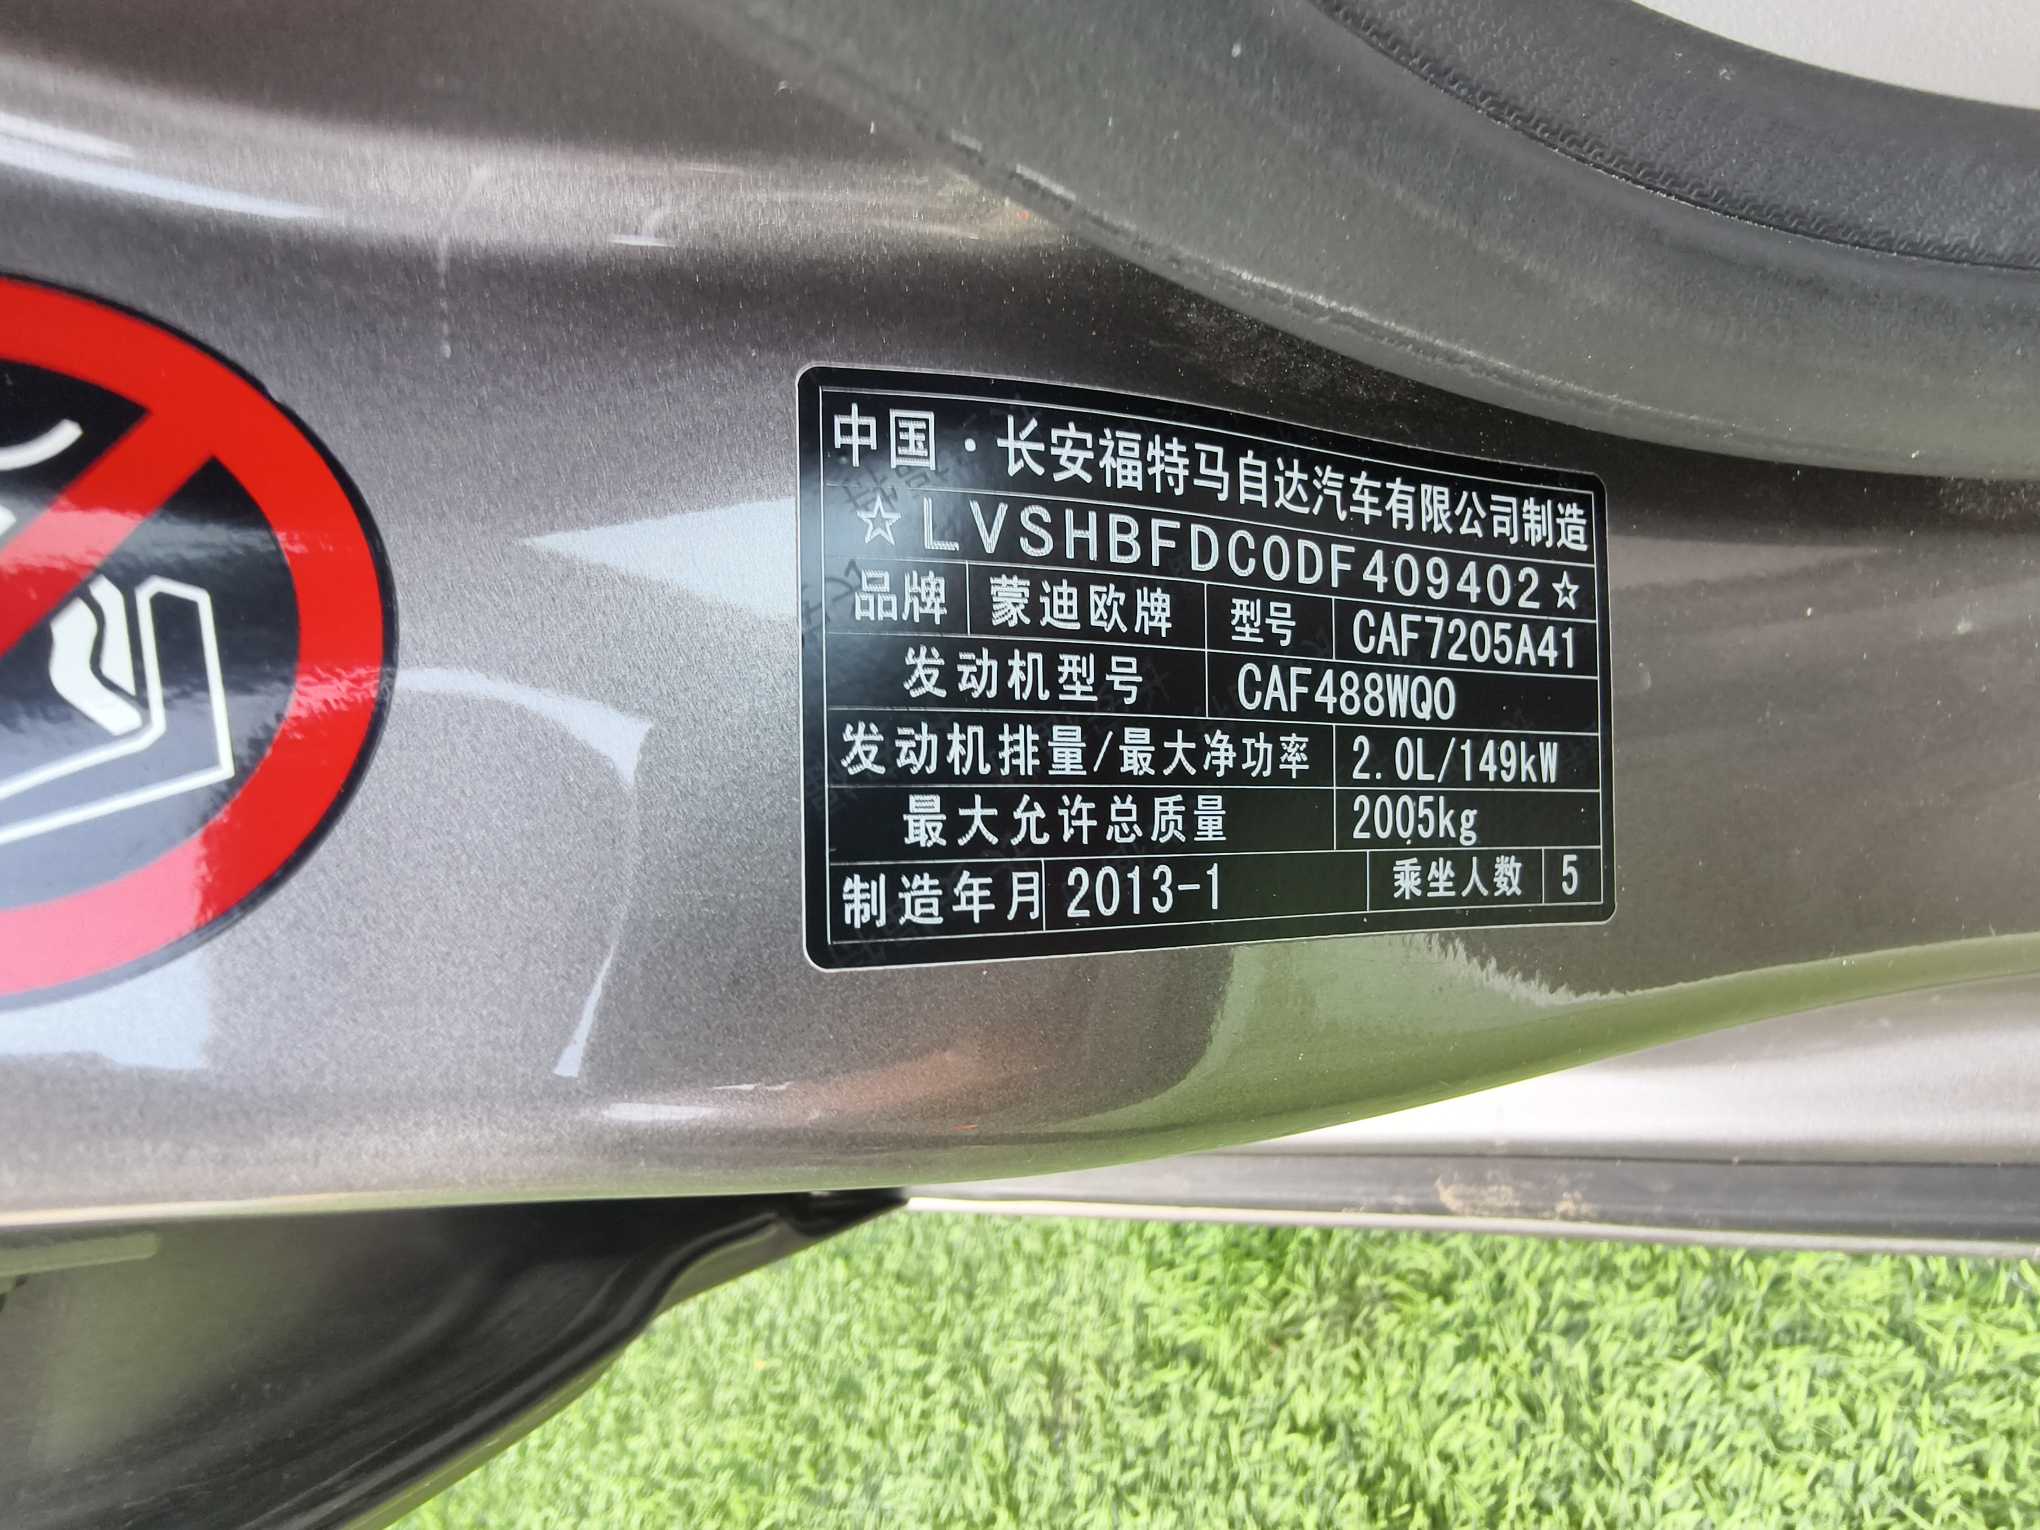 中国·长安福特马自达汽车有限公司制造
☆LVSHBFDC0DF409402☆
品牌 蒙迪欧牌 型号 CAF7205A41
发动机型号 CAF488WQ0
发动机排量/最大净功率 2.0L/149kW
最大允许总质量 2005kg
制造年月 2013-1 乘坐人数 5